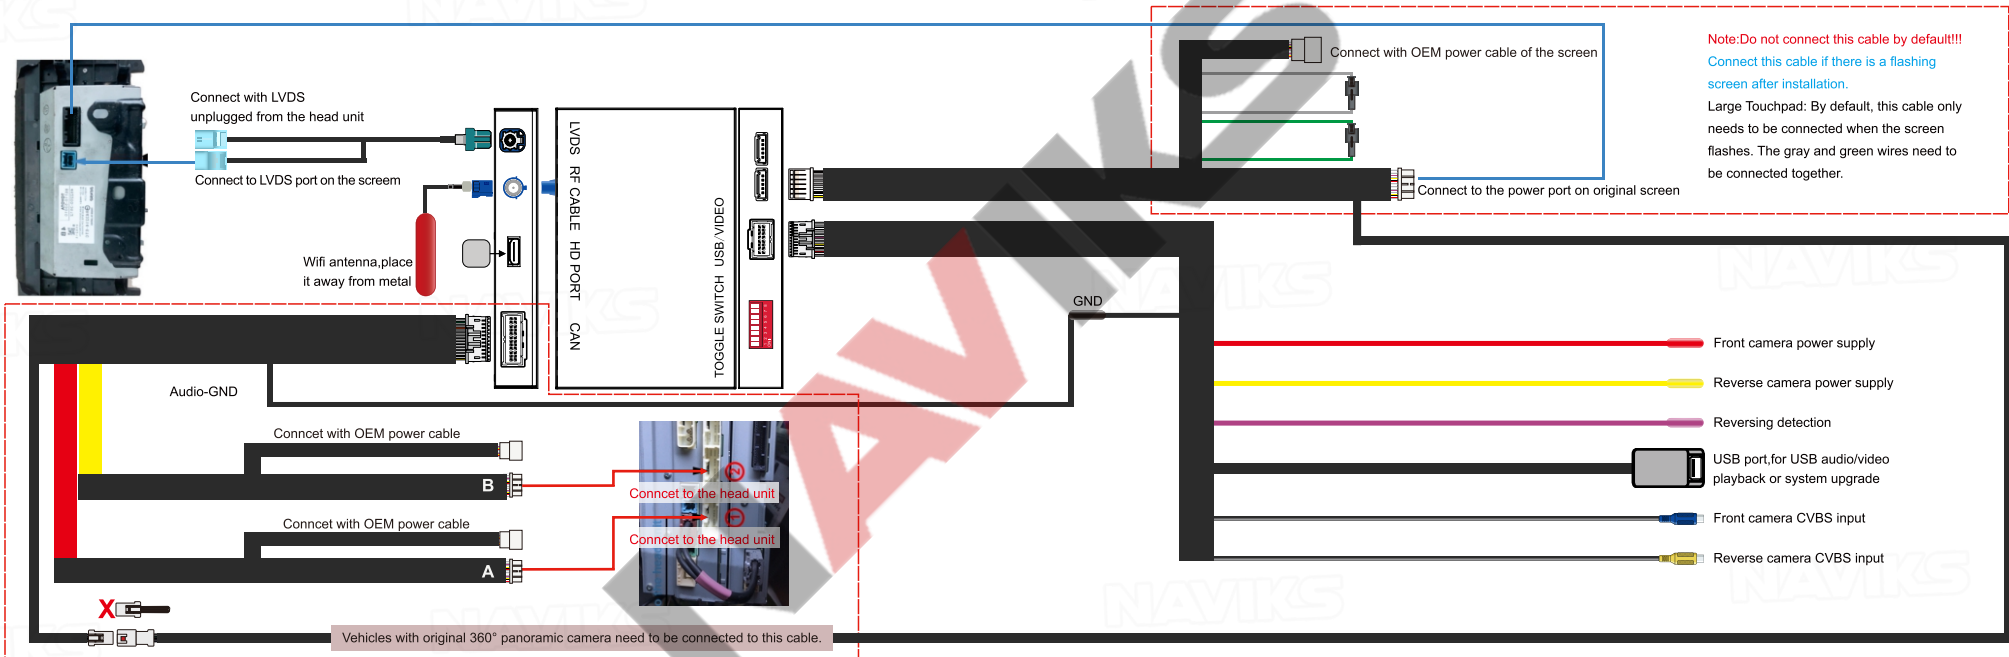 Connect with LVDS
unplugged from the head unit
Connect to LVDS port on the screem
Wifi antenna,place
it away from metal
LVDS RF CABLE HD PORT CAN
TOGGLE SWITCH USB/VIDEO
Connect with OEM power cable of the screen
Connect to the power port on original screen
Note:Do not connect this cable by default!!!
Connect this cable if there is a flashing
screen after installation.
Large Touchpad: By default, this cable only
needs to be connected when the screen
flashes. The gray and green wires need to
be connected together.
GND
Audio-GND
Conncet with OEM power cable
B
Conncet with OEM power cable
A
2
Conncet to the head unit
1
Conncet to the head unit
X
Vehicles with original 360° panoramic camera need to be connected to this cable.
Front camera power supply
Reverse camera power supply
Reversing detection
USB port,for USB audio/video
playback or system upgrade
Front camera CVBS input
Reverse camera CVBS input
NAVIKS